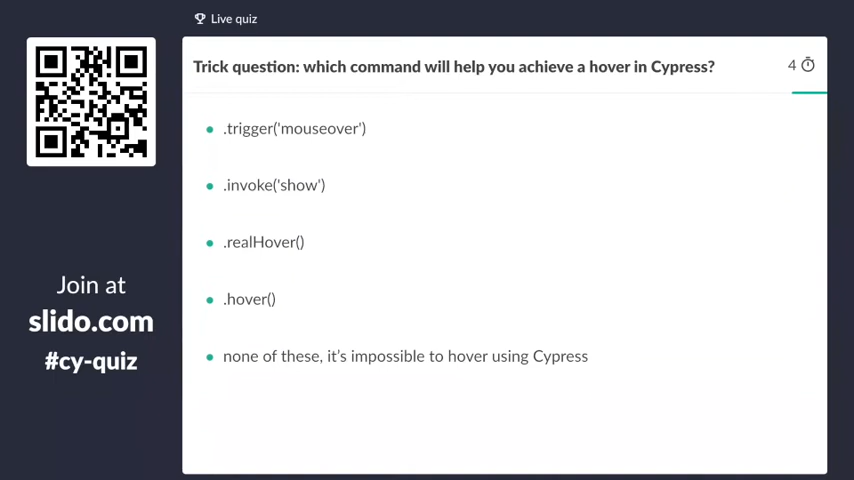 Live quiz
Trick question: which command will help you achieve a hover in Cypress?
4
.trigger('mouseover')
.invoke('show')
.realHover()
.hover()
none of these, it’s impossible to hover using Cypress
Join at
slido.com
#cy-quiz